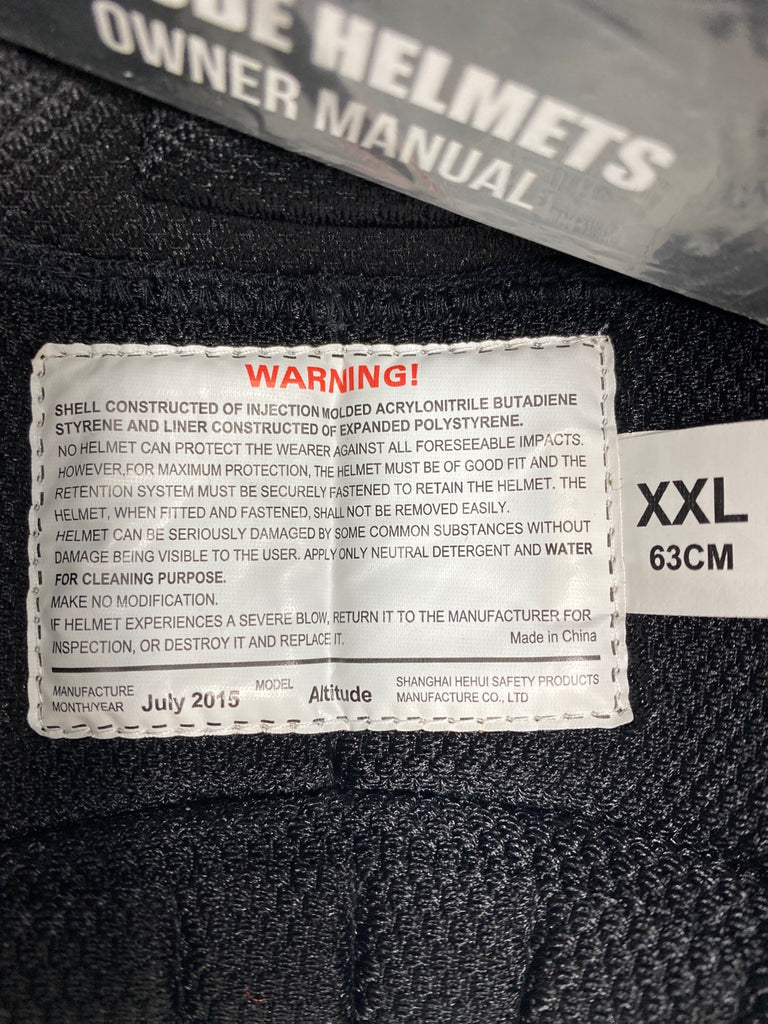 HELMETS
OWNER MANUAL
WARNING!
SHELL CONSTRUCTED OF INJECTION MOLDED ACRYLONITRILE BUTADIENE
STYRENE AND LINER CONSTRUCTED OF EXPANDED POLYSTYRENE.
NO HELMET CAN PROTECT THE WEARER AGAINST ALL FORESEEABLE IMPACTS.
HOWEVER,FOR MAXIMUM PROTECTION, THE HELMET MUST BE OF GOOD FIT AND THE
RETENTION SYSTEM MUST BE SECURELY FASTENED TO RETAIN THE HELMET. THE
HELMET, WHEN FITTED AND FASTENED, SHALL NOT BE REMOVED EASILY.
HELMET CAN BE SERIOUSLY DAMAGED BY SOME COMMON SUBSTANCES WITHOUT
DAMAGE BEING VISIBLE TO THE USER. APPLY ONLY NEUTRAL DETERGENT AND WATER
FOR CLEANING PURPOSE.
MAKE NO MODIFICATION.
IF HELMET EXPERIENCES A SEVERE BLOW, RETURN IT TO THE MANUFACTURER FOR
INSPECTION, OR DESTROY IT AND REPLACE IT. Made in China
MANUFACTURE
MONTH/YEAR July 2015 MODEL Altitude
SHANGHAI HEHUI SAFETY PRODUCTS
MANUFACTURE CO., LTD
XXL
63CM